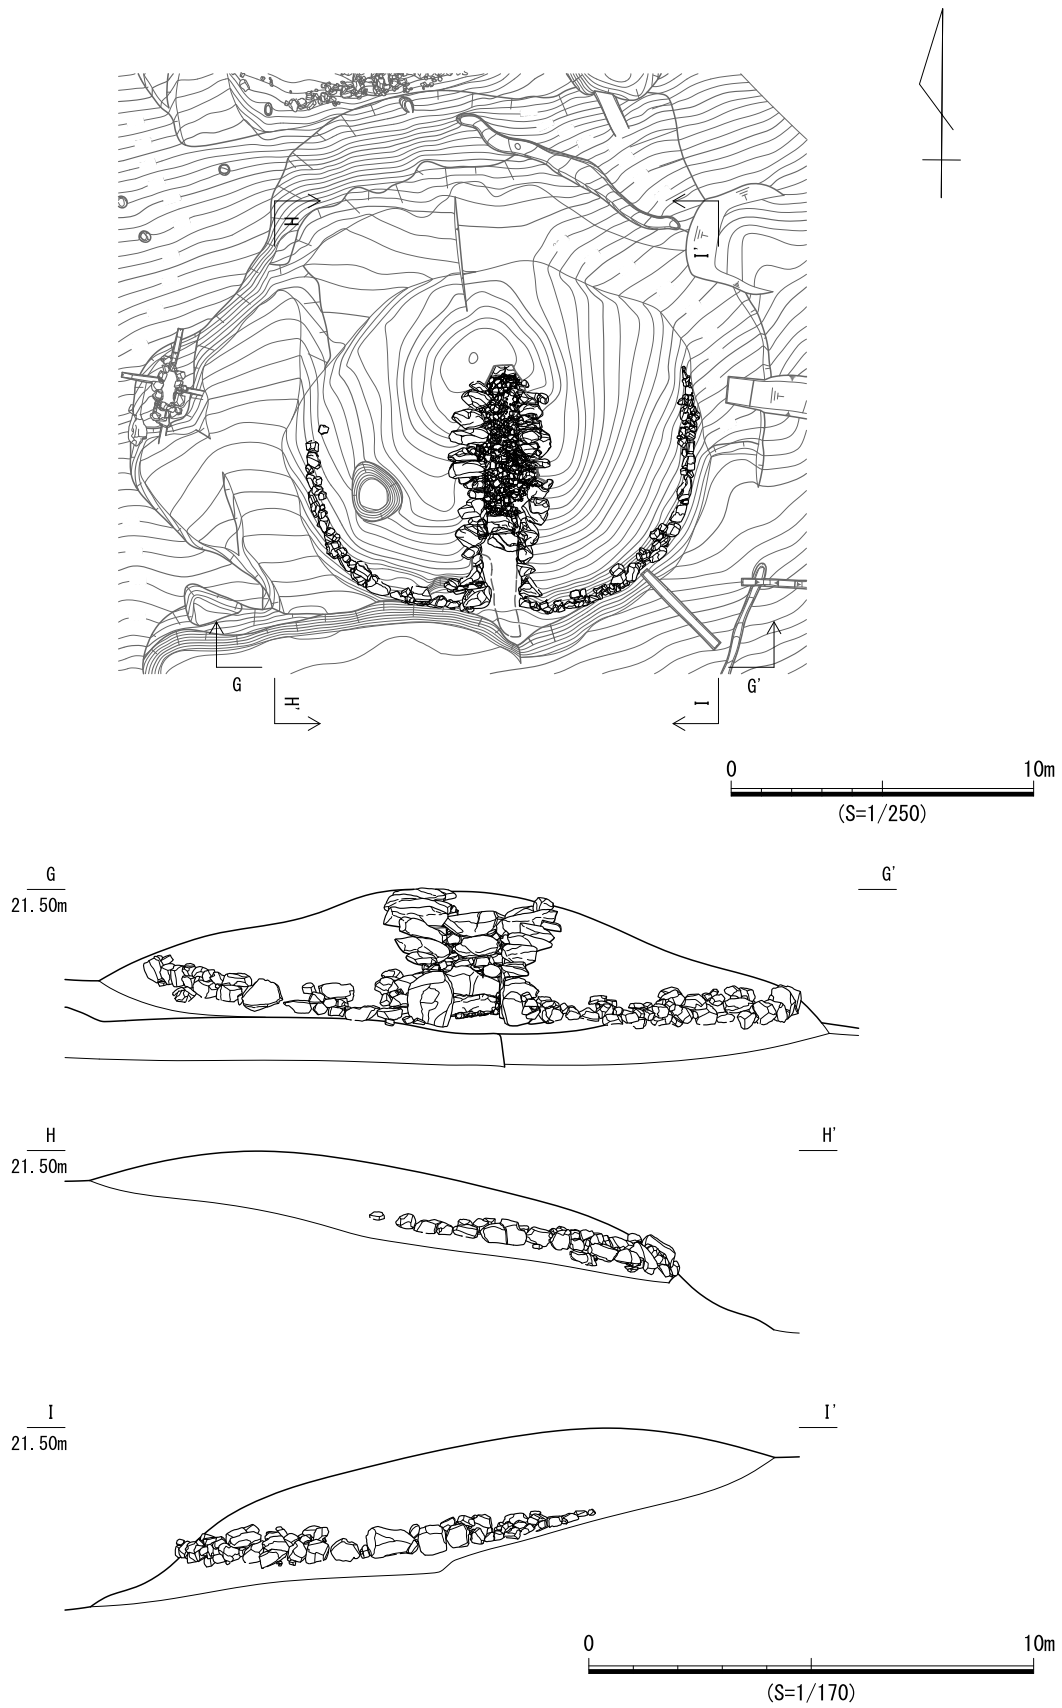 H
I'
G
G'
H'
I
0 10m
(S=1/250)
G G'
21.50m
H H'
21.50m
I I'
21.50m
0 10m
(S=1/170)